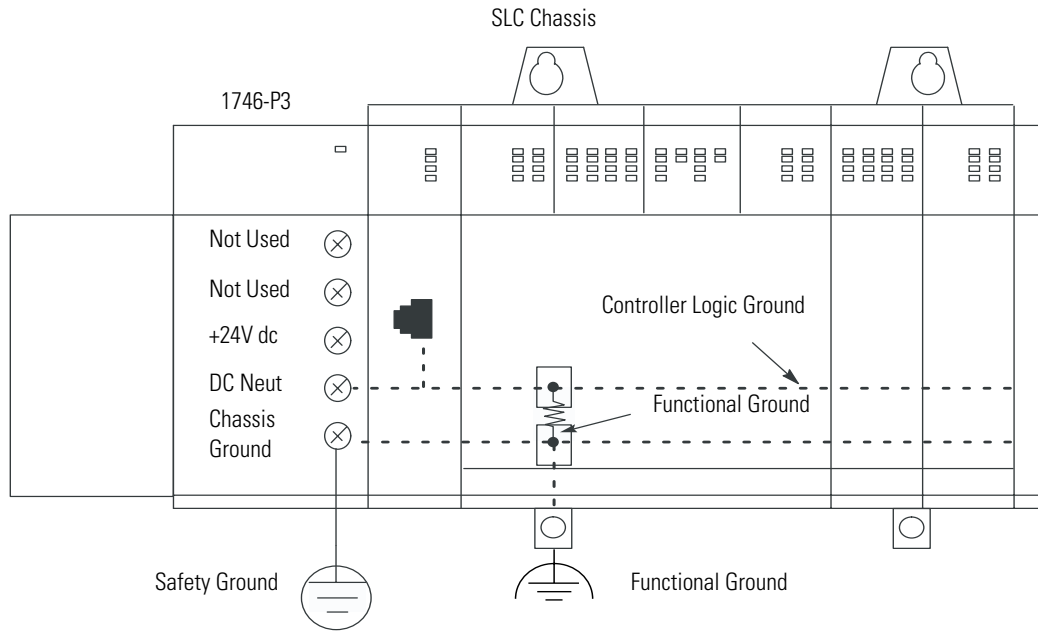 SLC Chassis
1746-P3
Not Used
Not Used
+24V dc
DC Neut
Chassis
Ground
Controller Logic Ground
Functional Ground
Safety Ground
Functional Ground